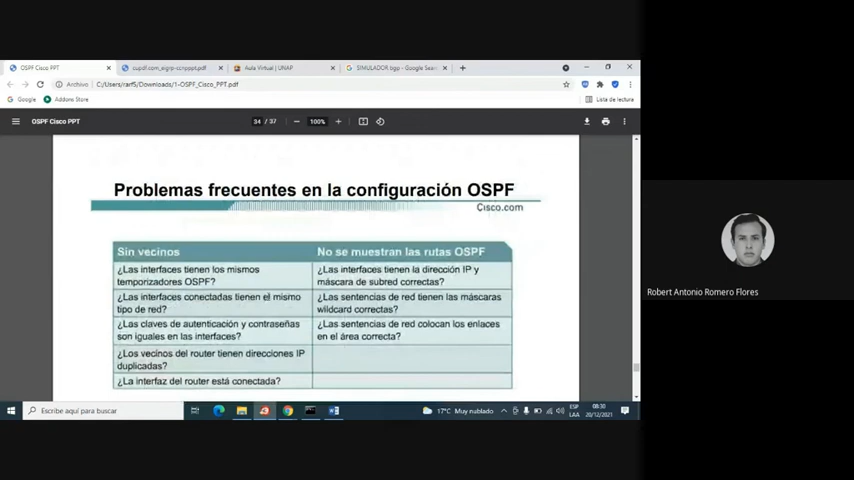 OSPF Cisco PPT
cupdf.com_eigrp-ccnpppt.pdf
Aula Virtual | UNAP
SIMULADOR bgp - Google Sear
Archivo
C:/Users/rarf5/Downloads/1-OSPF_Cisco_PPT.pdf
Google
Addons Store
Lista de lectura
OSPF Cisco PPT
34 / 37
100%
Problemas frecuentes en la configuración OSPF
Cisco.com
Sin vecinos
No se muestran las rutas OSPF
¿Las interfaces tienen los mismos
temporizadores OSPF?
¿Las interfaces tienen la dirección IP y
máscara de subred correctas?
¿Las interfaces conectadas tienen el mismo
tipo de red?
¿Las sentencias de red tienen las máscaras
wildcard correctas?
¿Las claves de autenticación y contraseñas
son iguales en las interfaces?
¿Las sentencias de red colocan los enlaces
en el área correcta?
¿Los vecinos del router tienen direcciones IP
duplicadas?
¿La interfaz del router está conectada?
Escribe aquí para buscar
17°C Muy nublado
ESP
LAA
08:30
20/12/2021
Robert Antonio Romero Flores